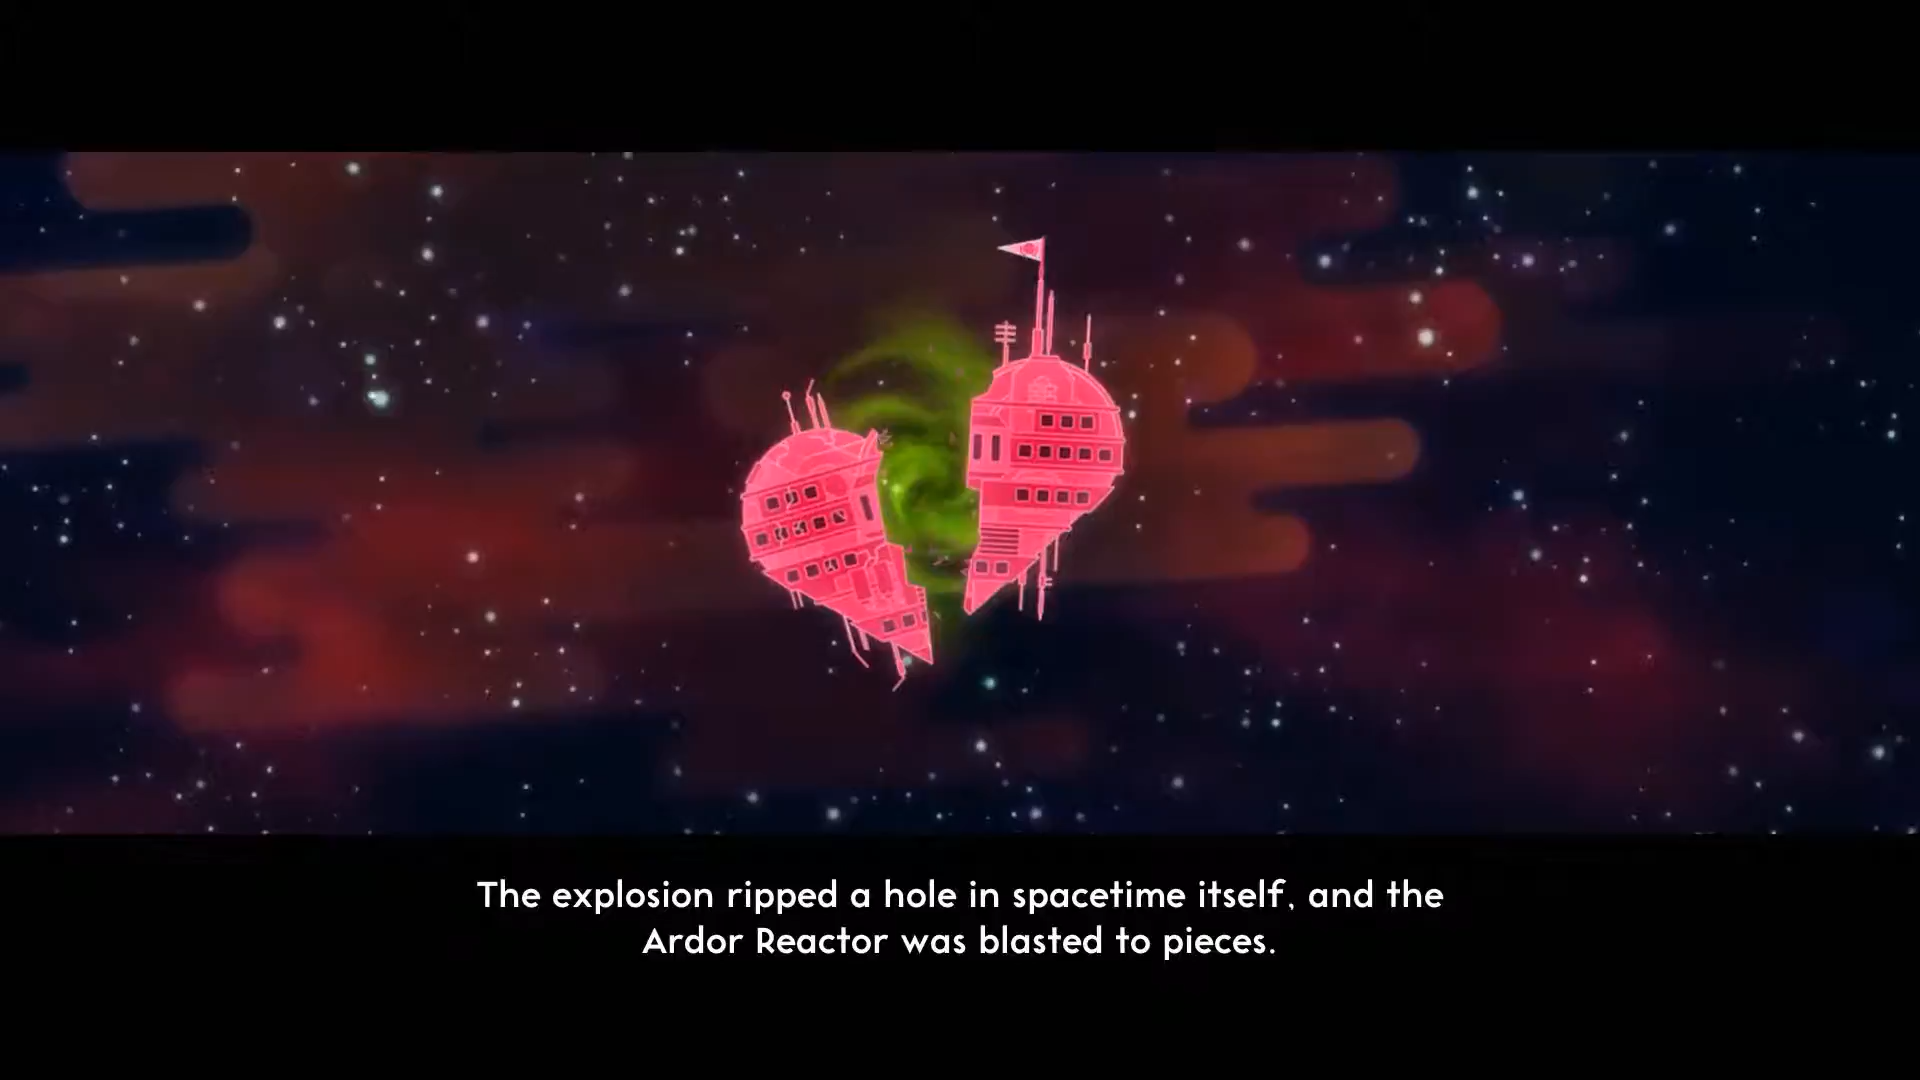 The explosion ripped a hole in spacetime itself, and the
Ardor Reactor was blasted to pieces.